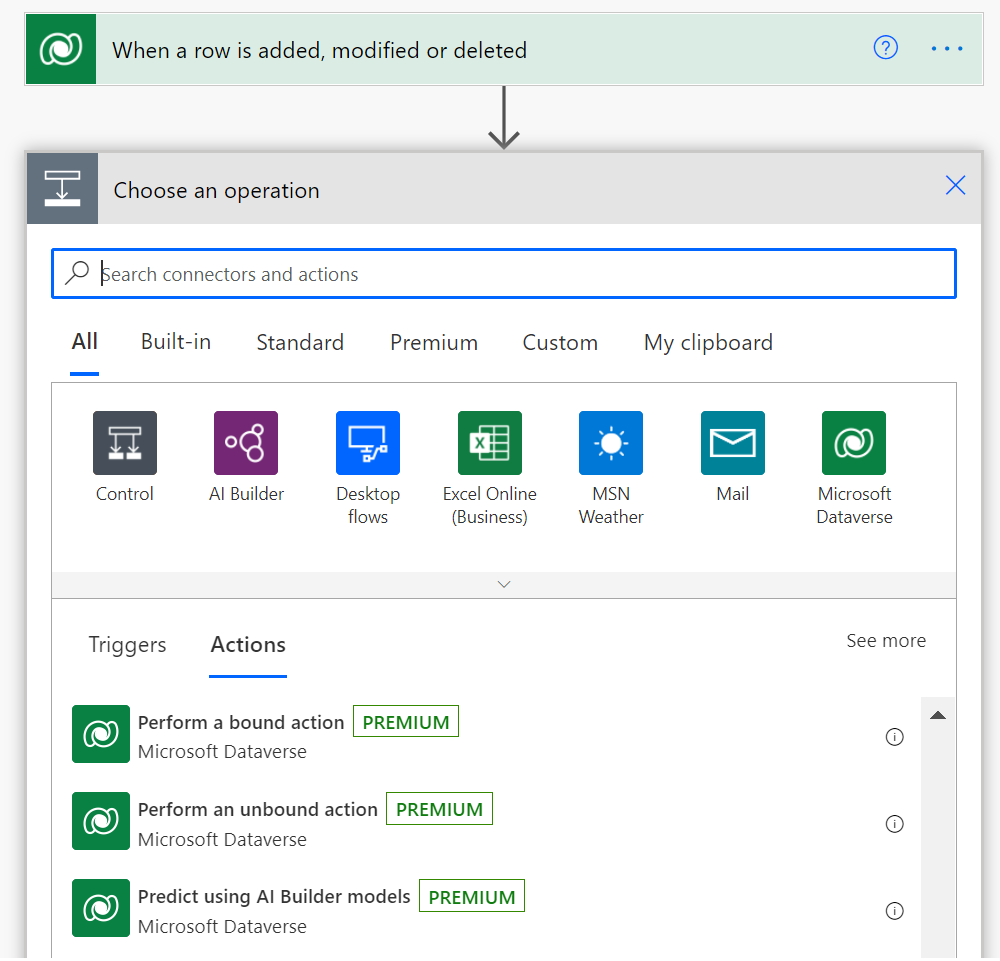 When a row is added, modified or deleted
?
Choose an operation
Search connectors and actions
All Built-in Standard Premium Custom My clipboard
Control AI Builder Desktop flows Excel Online (Business) MSN Weather Mail Microsoft Dataverse
Triggers Actions See more
Perform a bound action PREMIUM
Microsoft Dataverse
Perform an unbound action PREMIUM
Microsoft Dataverse
Predict using AI Builder models PREMIUM
Microsoft Dataverse